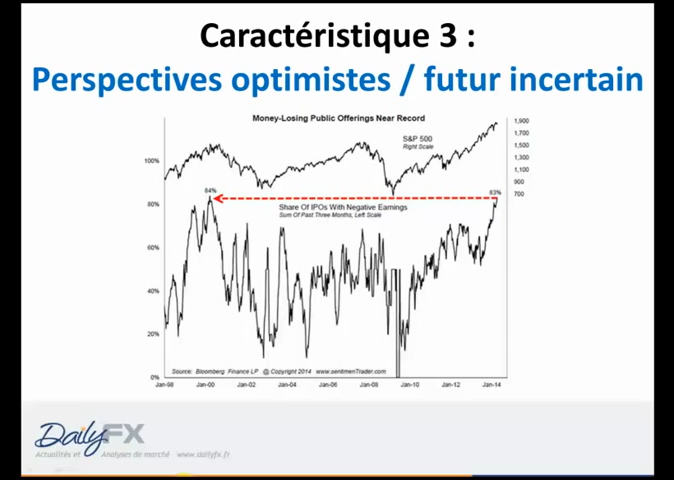 Caractéristique 3 :
Perspectives optimistes / futur incertain
Money-Losing Public Offerings Near Record
S&P 500
Right Scale
1,900
1,700
1,500
1,300
1,100
900
700
100%
80%
60%
40%
20%
0%
84%
83%
Share Of IPOs With Negative Earnings
Sum Of Past Three Months, Left Scale
Source: Bloomberg Finance LP @ Copyright 2014 www.sentimenTrader.com
Jan-98 Jan-00 Jan-02 Jan-04 Jan-06 Jan-08 Jan-10 Jan-12 Jan-14
DailyFX
Actualités et Analyses de marché www.dailyfx.fr